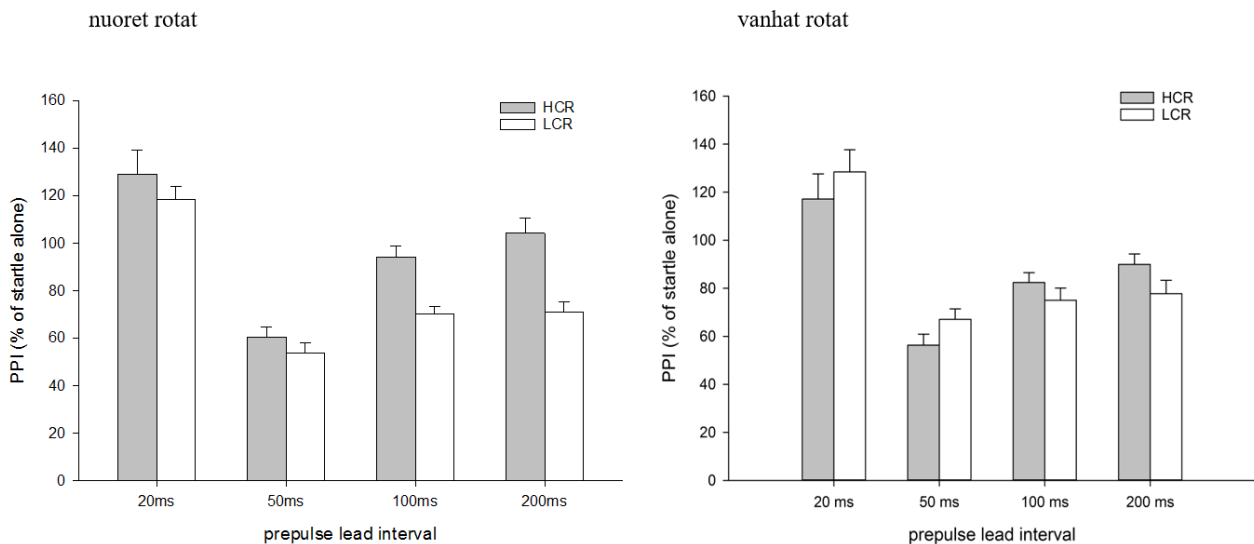 nuoret rotat
PPI (% of startle alone)
160
140
120
100
80
60
40
20
0
HCR
LCR
20ms 50ms 100ms 200ms
prepulse lead interval
vanhat rotat
PPI (% of startle alone)
160
140
120
100
80
60
40
20
0
HCR
LCR
20 ms 50 ms 100 ms 200 ms
prepulse lead interval